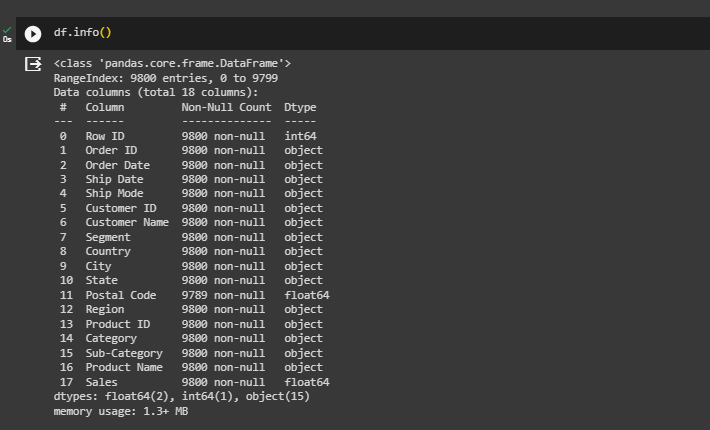 df.info()
0s
<class 'pandas.core.frame.DataFrame'>
RangeIndex: 9800 entries, 0 to 9799
Data columns (total 18 columns):
 #   Column         Non-Null Count  Dtype
---  ------         --------------  -----
 0   Row ID         9800 non-null   int64
 1   Order ID       9800 non-null   object
 2   Order Date     9800 non-null   object
 3   Ship Date      9800 non-null   object
 4   Ship Mode      9800 non-null   object
 5   Customer ID    9800 non-null   object
 6   Customer Name  9800 non-null   object
 7   Segment        9800 non-null   object
 8   Country        9800 non-null   object
 9   City           9800 non-null   object
 10  State          9800 non-null   object
 11  Postal Code    9789 non-null   float64
 12  Region         9800 non-null   object
 13  Product ID     9800 non-null   object
 14  Category       9800 non-null   object
 15  Sub-Category   9800 non-null   object
 16  Product Name   9800 non-null   object
 17  Sales          9800 non-null   float64
dtypes: float64(2), int64(1), object(15)
memory usage: 1.3+ MB